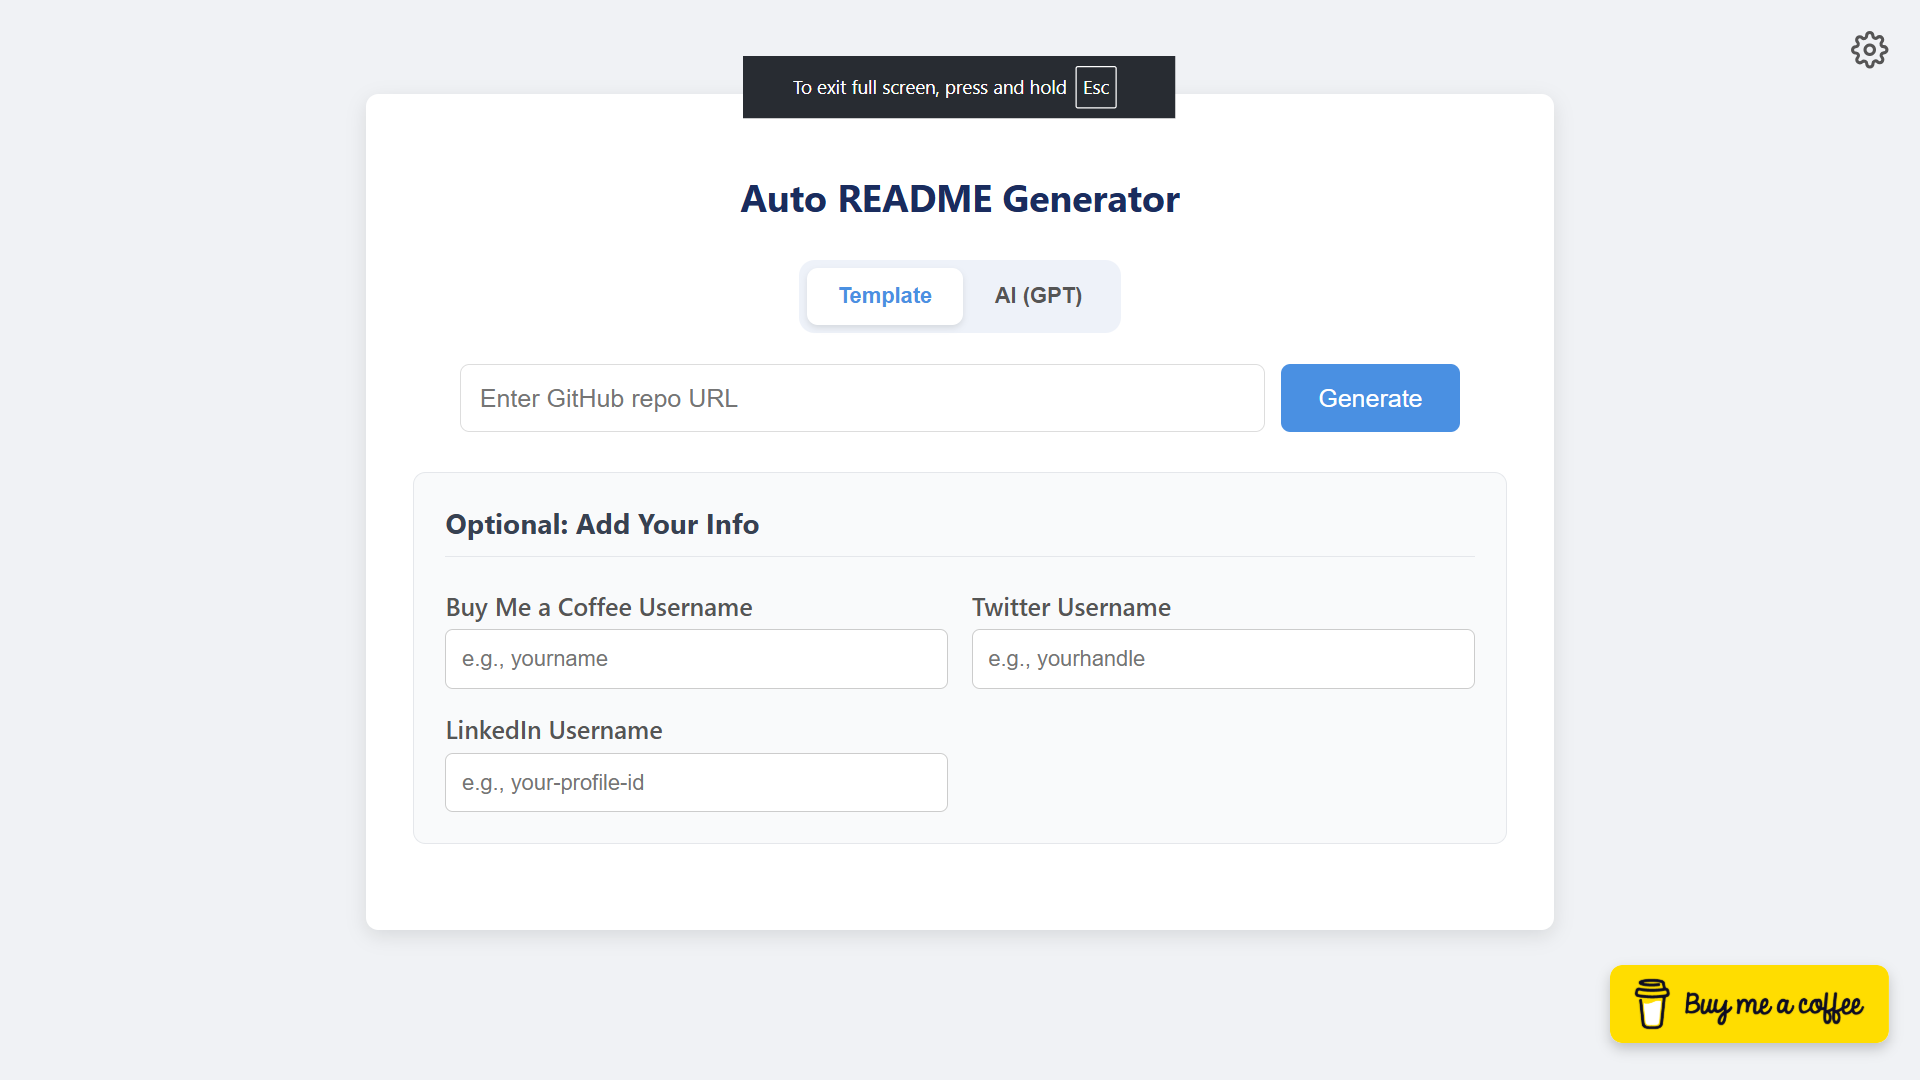 To exit full screen, press and hold Esc
Auto README Generator
Template AI (GPT)
Enter GitHub repo URL Generate
Optional: Add Your Info
Buy Me a Coffee Username Twitter Username
e.g., yourname e.g., yourhandle
LinkedIn Username
e.g., your-profile-id
Buy me a coffee